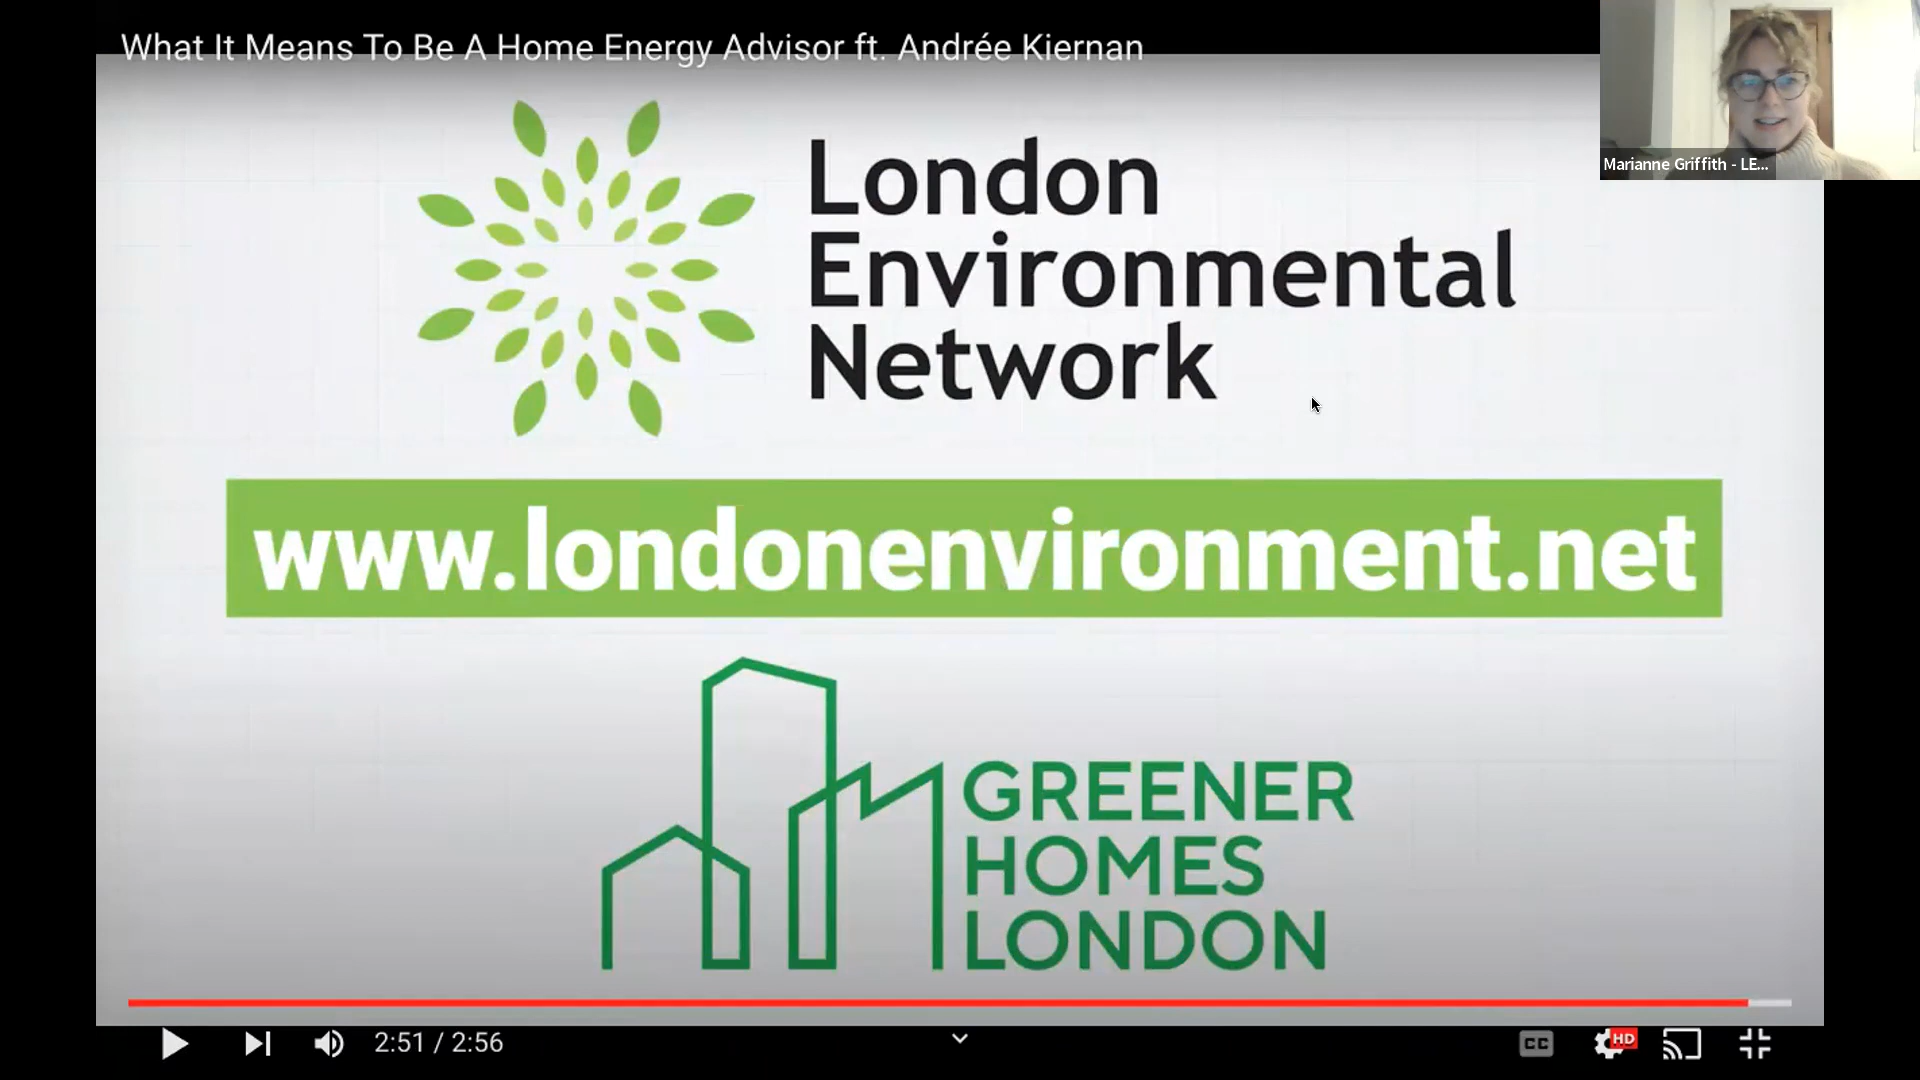 What It Means To Be A Home Energy Advisor ft. Andrée Kiernan
Marianne Griffith - LE...
London
Environmental
Network
www.londonenvironment.net
GREENER
HOMES
LONDON
2:51 / 2:56
CC
HD